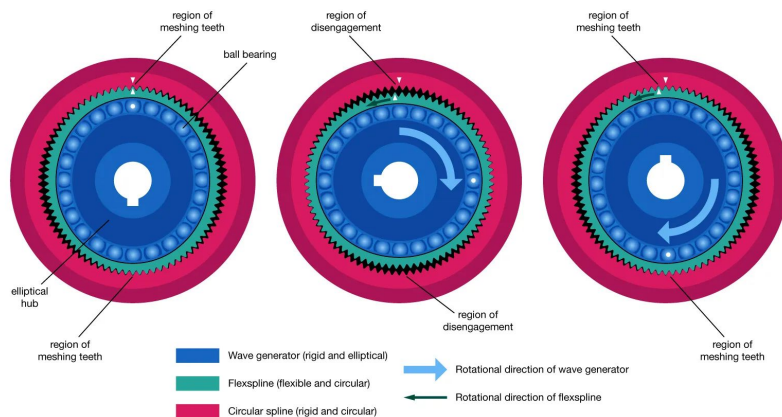 region of
meshing teeth
ball bearing
elliptical
hub
region of
meshing teeth
region of
disengagement
region of
disengagement
region of
meshing teeth
region of
meshing teeth
Wave generator (rigid and elliptical)
Flexspline (flexible and circular)
Circular spline (rigid and circular)
Rotational direction of wave generator
Rotational direction of flexspline